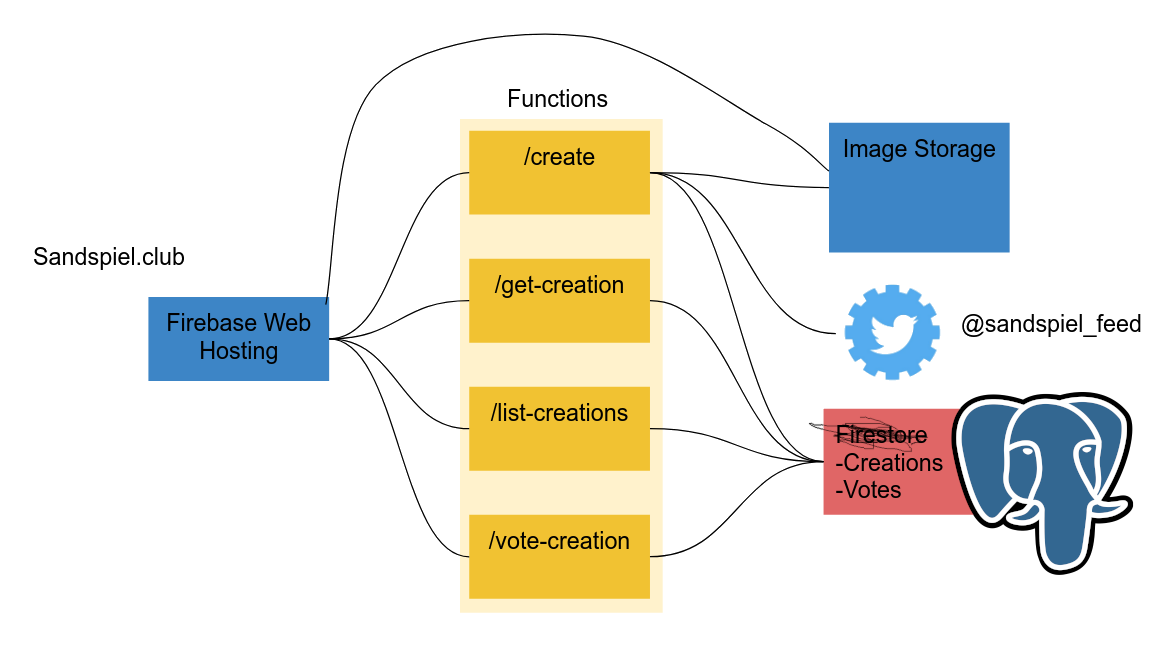 Functions
/create
Image Storage
Sandspiel.club
/get-creation
Firebase Web
Hosting
@sandspiel_feed
/list-creations
Firestore
-Creations
-Votes
/vote-creation